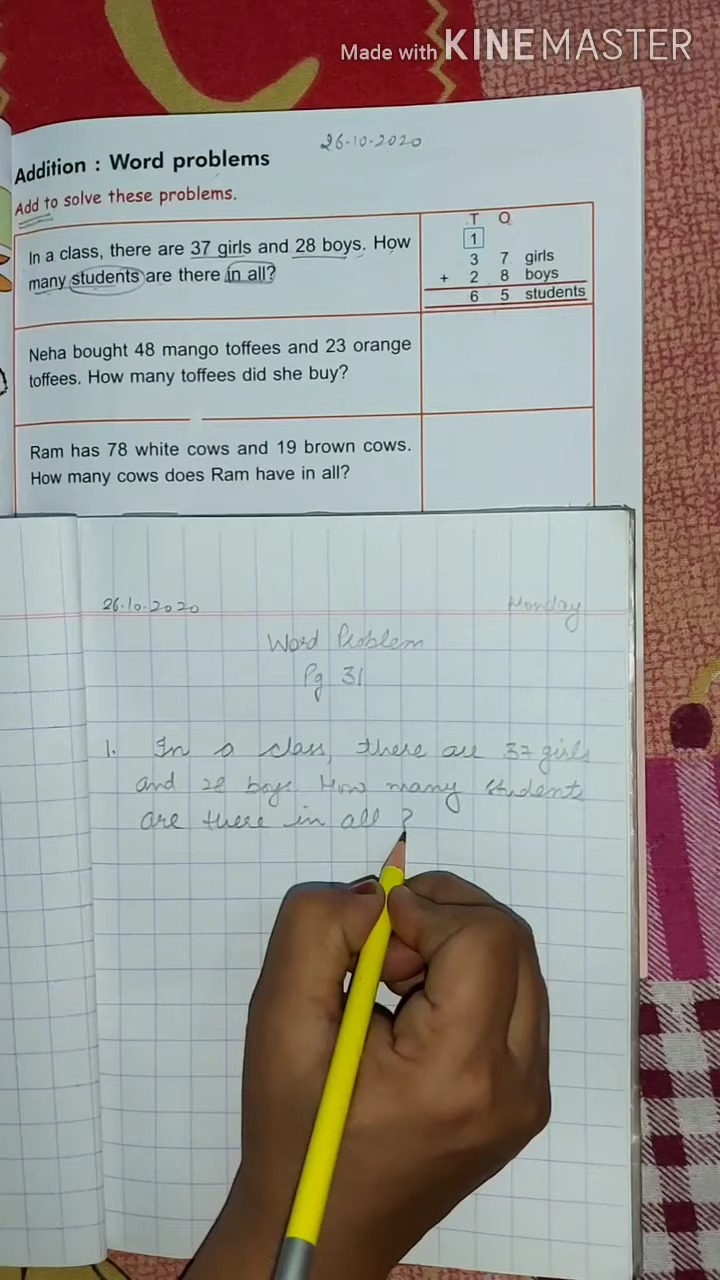 Made with KINEMASTER
26-10-2020
Addition : Word problems
Add to solve these problems.
In a class, there are 37 girls and 28 boys. How
many students are there in all?
T O
1
3 7 girls
+ 2 8 boys
6 5 students
Neha bought 48 mango toffees and 23 orange
toffees. How many toffees did she buy?
Ram has 78 white cows and 19 brown cows.
How many cows does Ram have in all?
26-10-2020 Monday
Word Problem
Pg 31
1. In a class, there are 37 girls
and 28 boys. How many students
are there in all ?